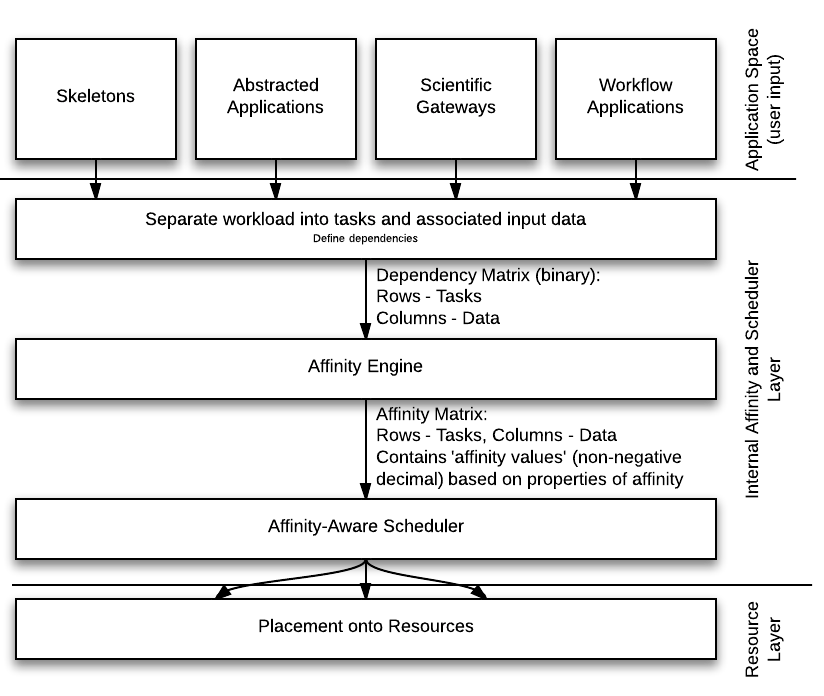 Skeletons
Abstracted
Applications
Scientific
Gateways
Workflow
Applications
Application Space
(user input)
Separate workload into tasks and associated input data
Define dependencies
Dependency Matrix (binary):
Rows - Tasks
Columns - Data
Affinity Engine
Affinity Matrix:
Rows - Tasks, Columns - Data
Contains 'affinity values' (non-negative
decimal) based on properties of affinity
Affinity-Aware Scheduler
Internal Affinity and Scheduler
Layer
Placement onto Resources
Resource
Layer